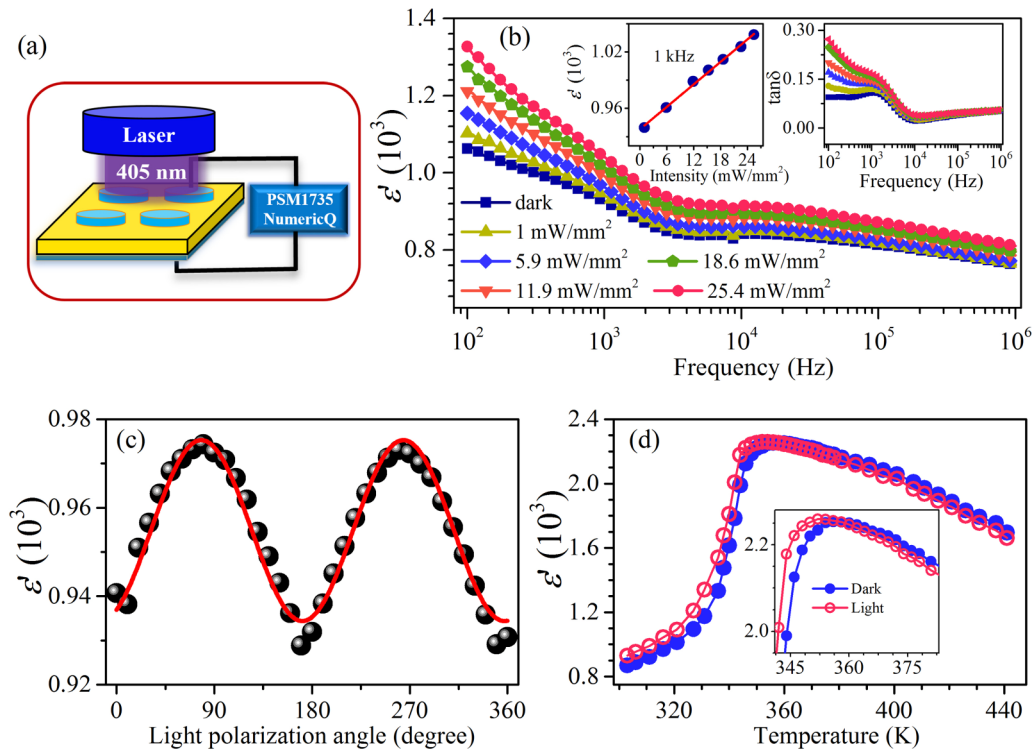 (a)
Laser
405 nm
PSM1735
NumericQ
(b)
ε' (10³)
1.4
1.2
1.0
0.8
10² 10³ 10⁴ 10⁵ 10⁶
Frequency (Hz)
dark
1 mW/mm²
5.9 mW/mm²
18.6 mW/mm²
11.9 mW/mm²
25.4 mW/mm²
ε' (10³)
1.02
0.96
1 kHz
0 6 12 18 24
Intensity (mW/mm²)
tanδ
0.30
0.15
0.00
10² 10³ 10⁴ 10⁵ 10⁶
Frequency (Hz)
(c)
ε' (10³)
0.98
0.96
0.94
0.92
0 90 180 270 360
Light polarization angle (degree)
(d)
ε' (10³)
2.4
2.1
1.8
1.5
1.2
0.9
0.8
320 360 400 440
Temperature (K)
2.2
2.0
Dark
Light
345 360 375